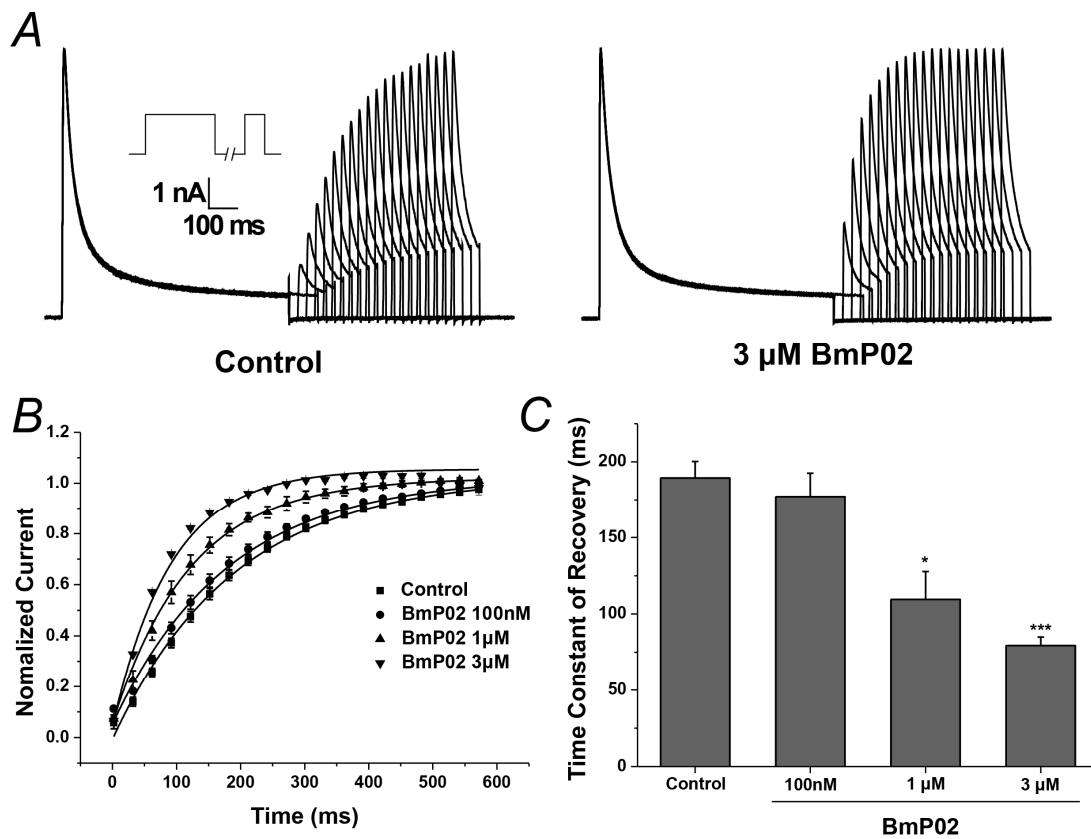 A
1 nA
100 ms
Control
3 µM BmP02
B
Nomalized Current
1.2
1.0
0.8
0.6
0.4
0.2
0.0
Control
BmP02 100nM
BmP02 1µM
BmP02 3µM
0
100
200
300
400
500
600
Time (ms)
C
Time Constant of Recovery (ms)
200
150
100
50
0
*
***
Control
100nM
1 µM
3 µM
BmP02